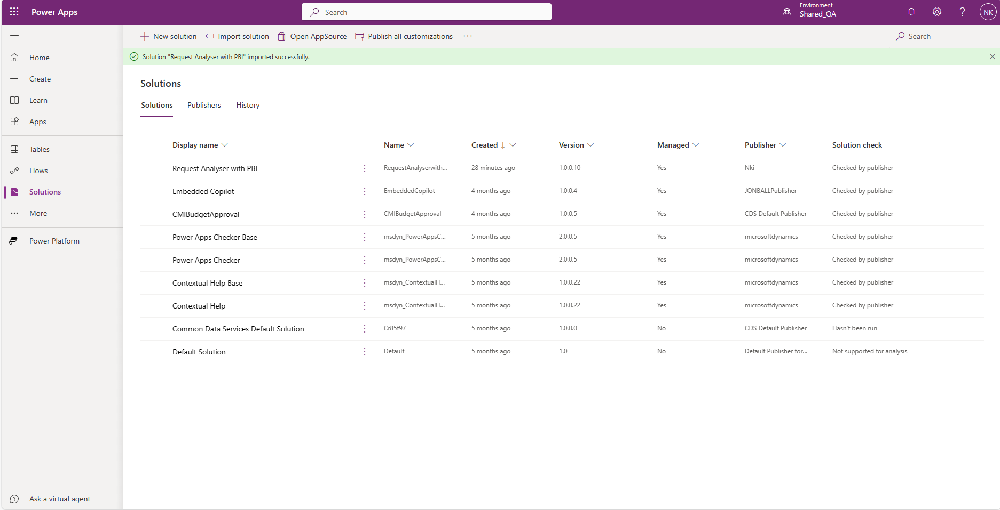 Power Apps
Search
Environment
Shared_QA
NK
New solution
Import solution
Open AppSource
Publish all customizations
Search
Home
Create
Learn
Apps
Tables
Flows
Solutions
More
Power Platform
Ask a virtual agent
Solution "Request Analyser with PBI" imported successfully.
Solutions
Solutions Publishers History
Display name Name Created Version Managed Publisher Solution check
Request Analyser with PBI RequestAnalyserwith... 28 minutes ago 1.0.0.10 Yes Nki Checked by publisher
Embedded Copilot EmbeddedCopilot 4 months ago 1.0.0.4 Yes JONBALLPublisher Checked by publisher
CMIBudgetApproval CMIBudgetApproval 4 months ago 1.0.0.5 Yes CDS Default Publisher Checked by publisher
Power Apps Checker Base msdyn_PowerAppsC... 5 months ago 2.0.0.5 Yes microsoftdynamics Checked by publisher
Power Apps Checker msdyn_PowerAppsC... 5 months ago 2.0.0.5 Yes microsoftdynamics Checked by publisher
Contextual Help Base msdyn_ContextualH... 5 months ago 1.0.0.22 Yes microsoftdynamics Checked by publisher
Contextual Help msdyn_ContextualH... 5 months ago 1.0.0.22 Yes microsoftdynamics Checked by publisher
Common Data Services Default Solution Cr85f97 5 months ago 1.0.0.0 No CDS Default Publisher Hasn't been run
Default Solution Default 5 months ago 1.0 No Default Publisher for... Not supported for analysis